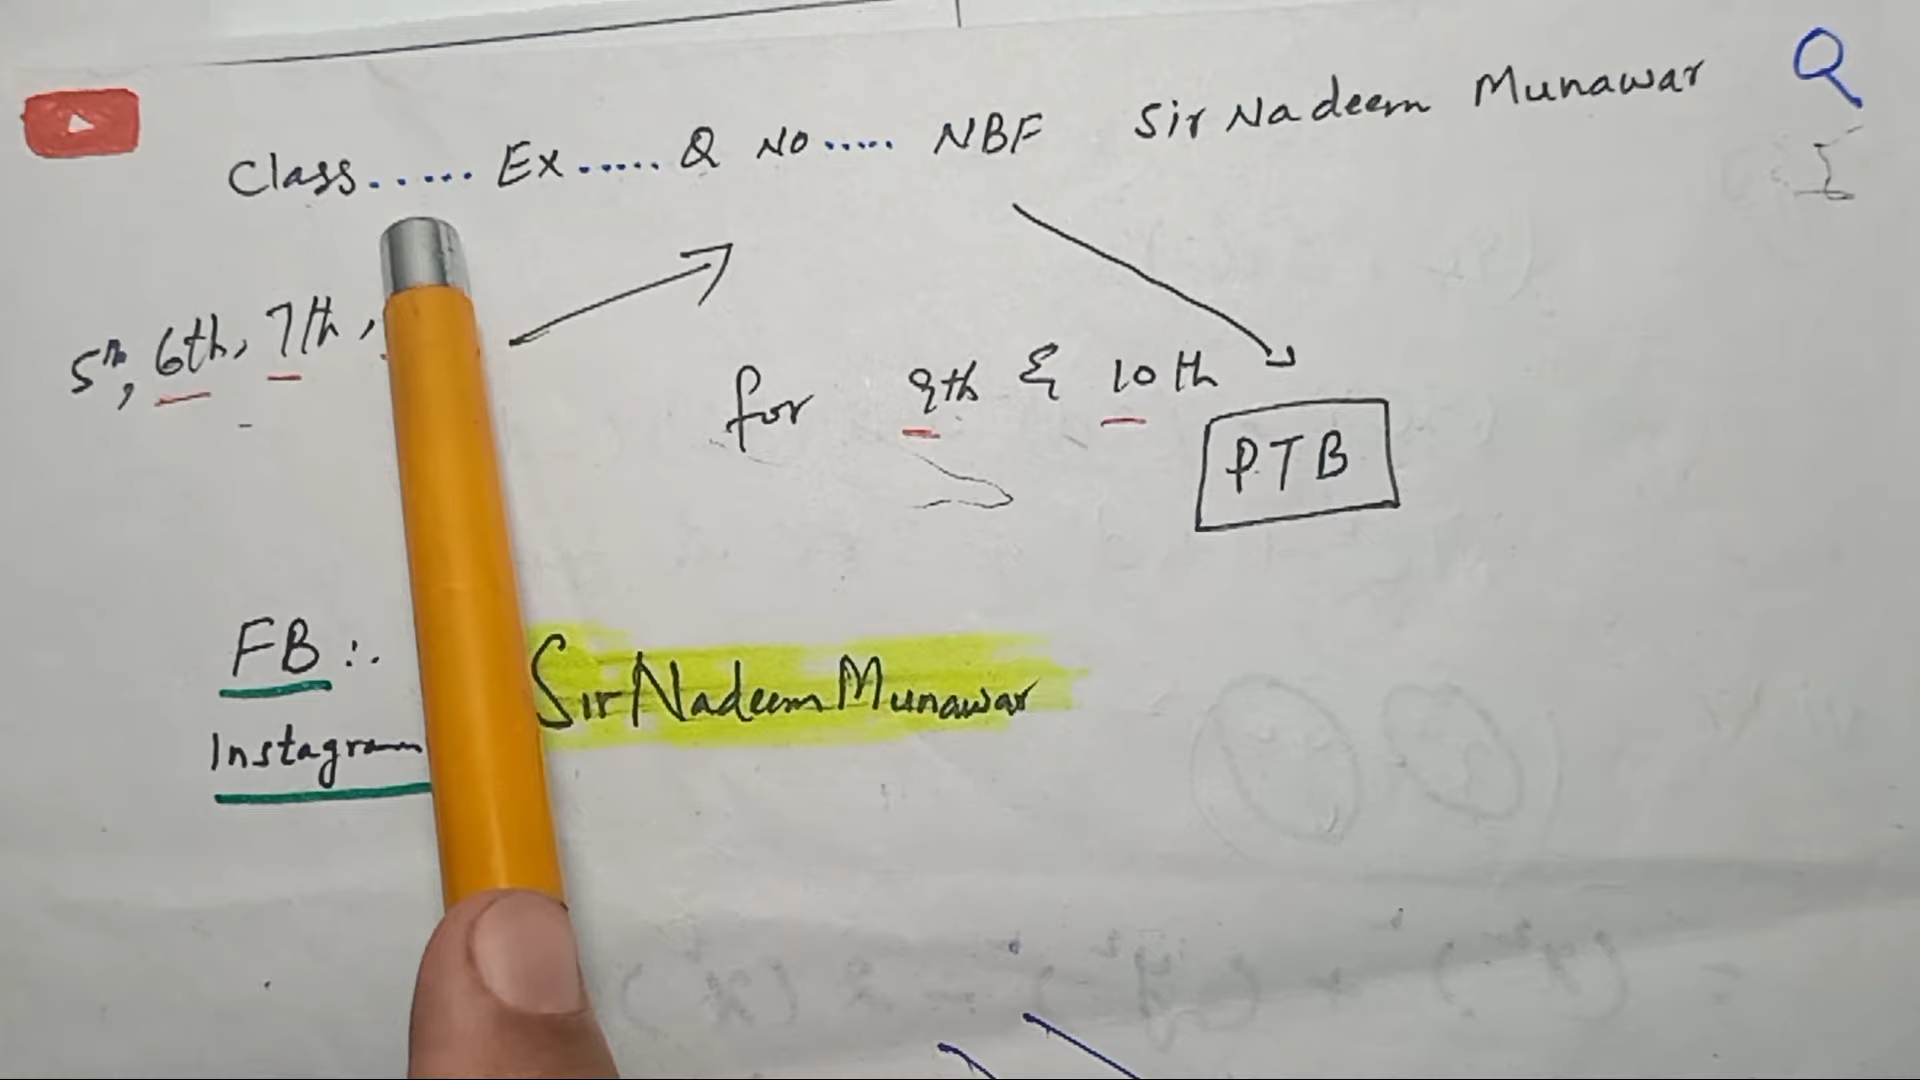 Class...... Ex...... Q No..... NBF Sir Nadeem Munawar
5th, 6th, 7th,
for 9th & 10th
PTB
FB:.
Sir Nadeem Munawar
Instagram